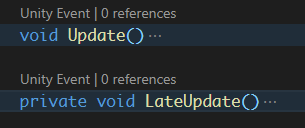 Unity Event | 0 references
void Update()...
Unity Event | 0 references
private void LateUpdate()...